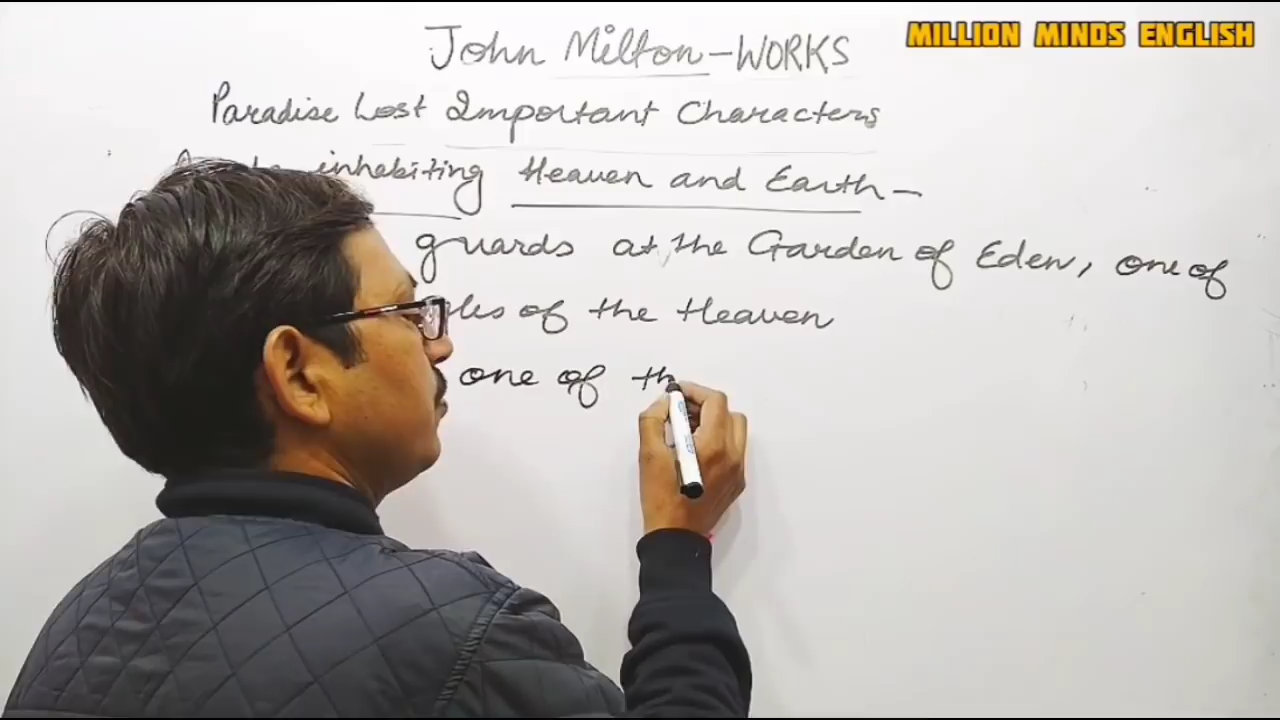 MILLION MINDS ENGLISH
John Milton-WORKS
Paradise Lost Important Characters
inhabiting Heaven and Earth-
guards at the Garden of Eden, one of
of the Heaven
one of th